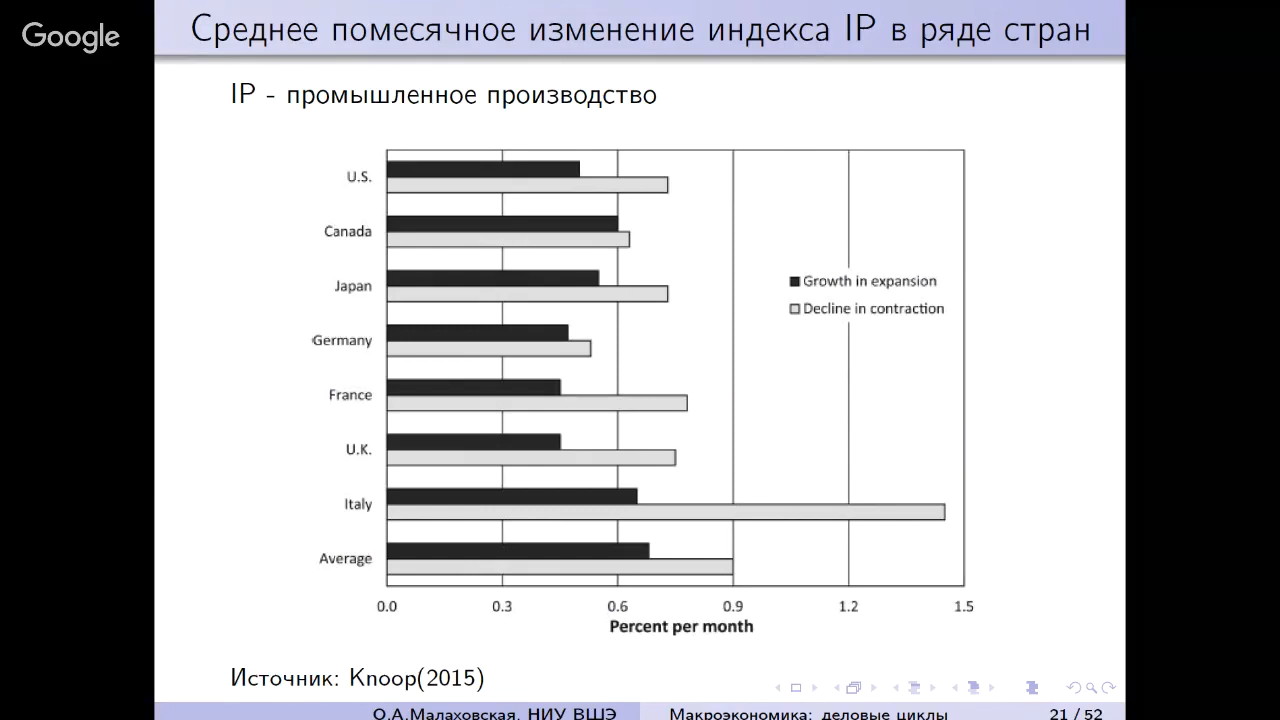 Google
Среднее помесячное изменение индекса IP в ряде стран
IP - промышленное производство
U.S.
Canada
Japan
Germany
France
U.K.
Italy
Average
Growth in expansion
Decline in contraction
0.0 0.3 0.6 0.9 1.2 1.5
Percent per month
Источник: Knoop(2015)
О.А.Малаховская, НИУ ВШЭ Макроэкономика: деловые циклы 21 / 52